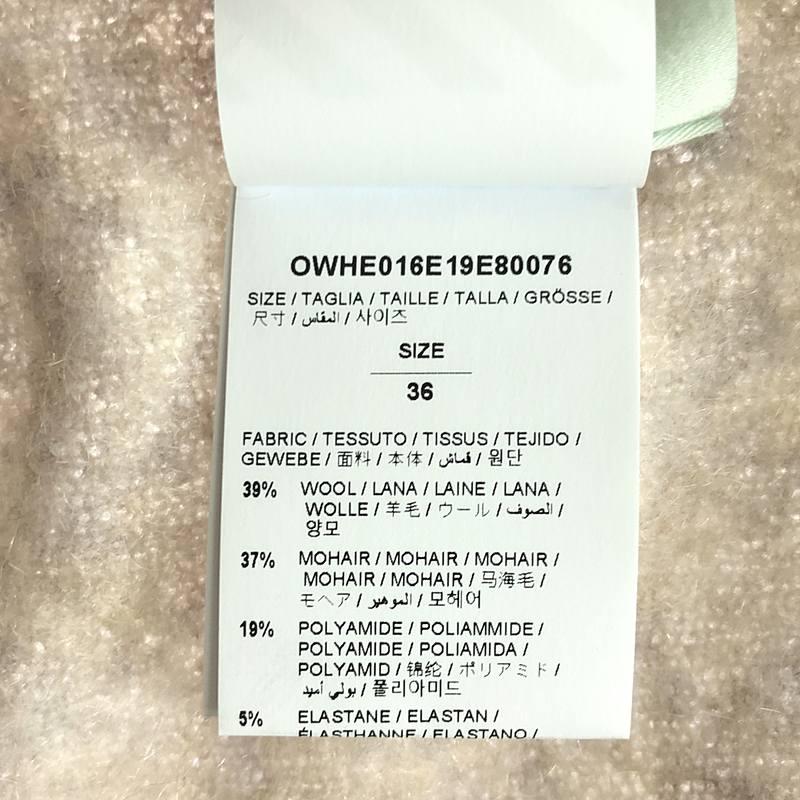 OWHE016E19E80076
SIZE / TAGLIA / TAILLE / TALLA / GRÖSSE /
尺寸 / المقاس / 사이즈
SIZE
36
FABRIC / TESSUTO / TISSUS / TEJIDO /
GEWEBE / 面料 / 本体 / قماش / 원단
39% WOOL / LANA / LAINE / LANA /
WOLLE / 羊毛 / ウール / الصوف /
양모
37% MOHAIR / MOHAIR / MOHAIR /
MOHAIR / MOHAIR / 马海毛 /
モヘア / الموهير / 모헤어
19% POLYAMIDE / POLIAMMIDE /
POLYAMIDE / POLIAMIDA /
POLYAMID / 锦纶 / ポリアミド /
بولي أميد / 폴리아미드
5% ELASTANE / ELASTAN /
ÉLASTHANNE / ELASTANO /